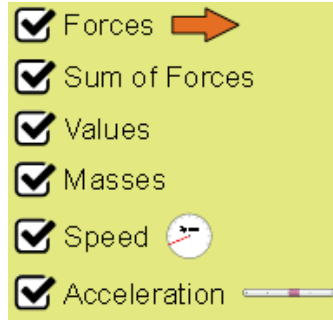 Forces
Sum of Forces
Values
Masses
Speed
Acceleration